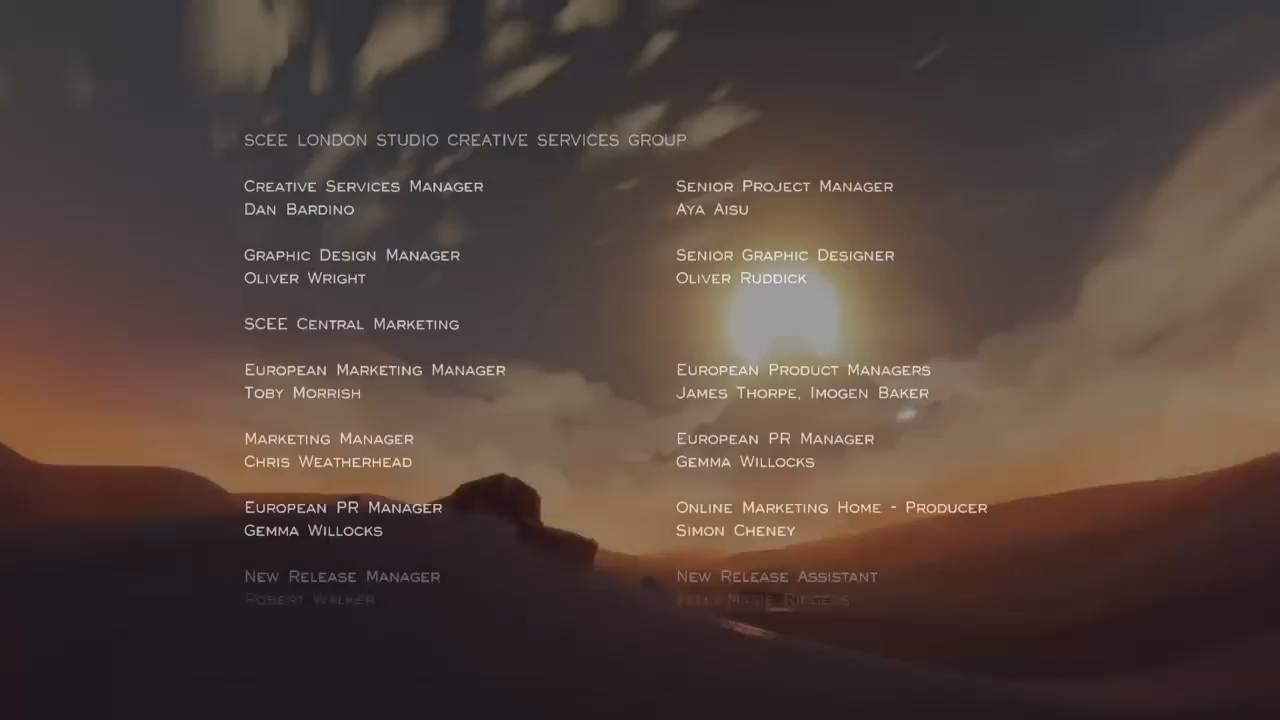 SCEE LONDON STUDIO CREATIVE SERVICES GROUP
CREATIVE SERVICES MANAGER
DAN BARDINO
SENIOR PROJECT MANAGER
AYA AISU
GRAPHIC DESIGN MANAGER
OLIVER WRIGHT
SENIOR GRAPHIC DESIGNER
OLIVER RUDDICK
SCEE CENTRAL MARKETING
EUROPEAN MARKETING MANAGER
TOBY MORRISH
EUROPEAN PRODUCT MANAGERS
JAMES THORPE, IMOGEN BAKER
MARKETING MANAGER
CHRIS WEATHERHEAD
EUROPEAN PR MANAGER
GEMMA WILLOCKS
EUROPEAN PR MANAGER
GEMMA WILLOCKS
ONLINE MARKETING HOME - PRODUCER
SIMON CHENEY
NEW RELEASE MANAGER
ROBERT WALKER
NEW RELEASE ASSISTANT